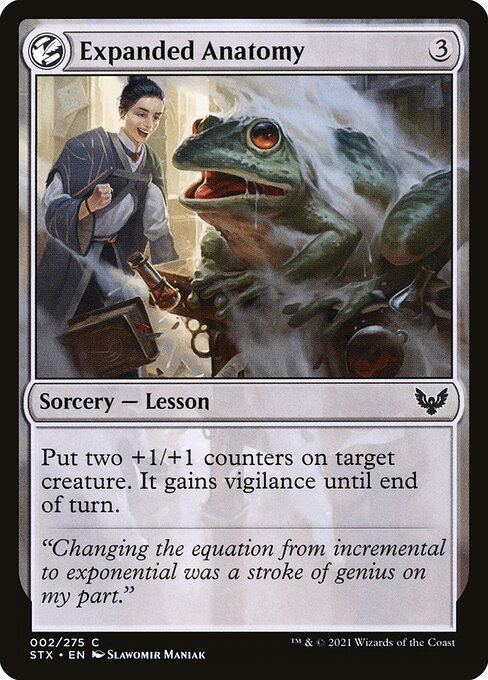 Expanded Anatomy 3
Sorcery — Lesson
Put two +1/+1 counters on target
creature. It gains vigilance until end
of turn.
“Changing the equation from incremental
to exponential was a stroke of genius on
my part.”
002/275 C
™ & © 2021 Wizards of the Coast
STX • EN Slawomir Maniak